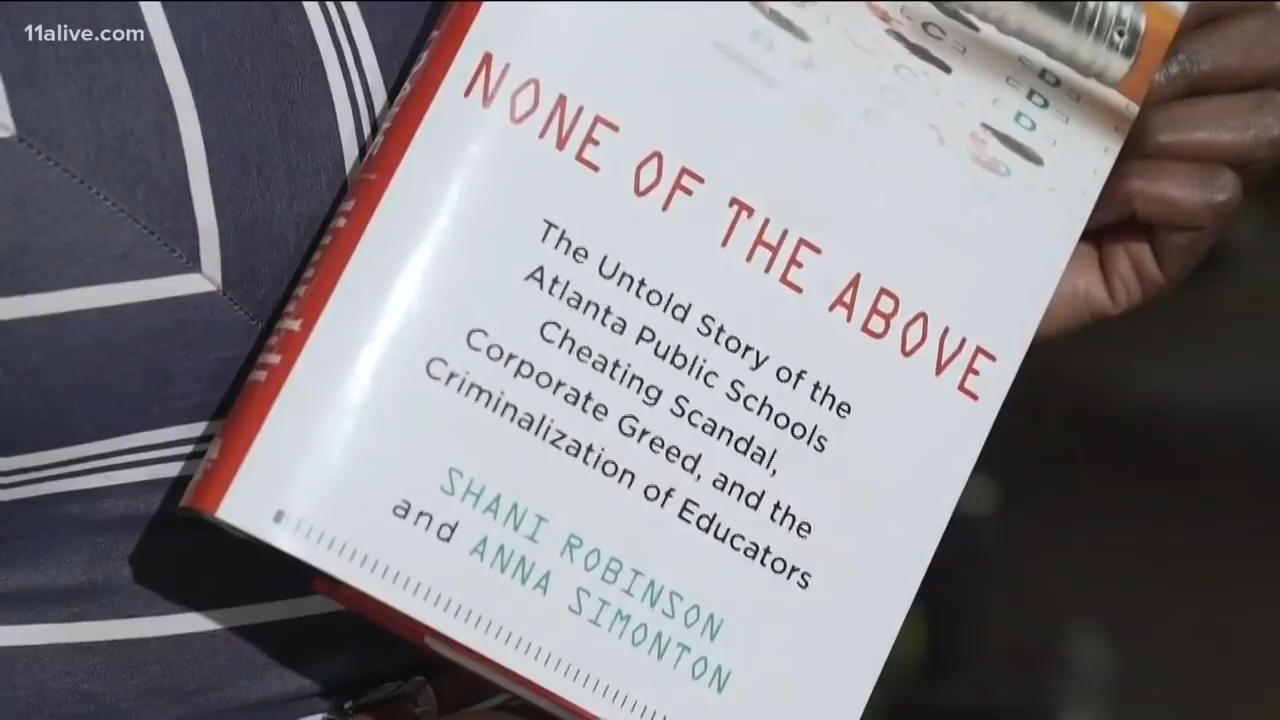 11alive.com
C
D
D
D
NONE OF THE ABOVE
The Untold Story of the
Atlanta Public Schools
Cheating Scandal,
Corporate Greed, and the
Criminalization of Educators
SHANI ROBINSON
and ANNA SIMONTON